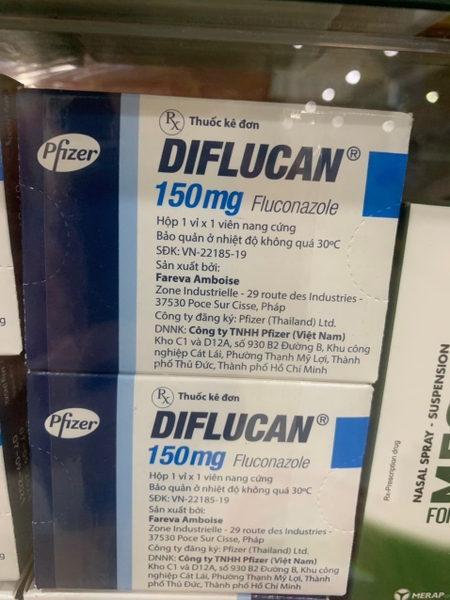 Pfizer
Rx Thuốc kê đơn
DIFLUCAN®
150mg Fluconazole
Hộp 1 vỉ x 1 viên nang cứng
Bảo quản ở nhiệt độ không quá 30ºC
SĐK: VN-22185-19
Sản xuất bởi:
Fareva Amboise
Zone Industrielle - 29 route des Industries -
37530 Poce Sur Cisse, Pháp
Công ty đăng ký: Pfizer (Thailand) Ltd.
DNNK: Công ty TNHH Pfizer (Việt Nam)
Kho C1 và D12A, số 930 B2 Đường B, Khu công
nghiệp Cát Lái, Phường Thạnh Mỹ Lợi, Thành
phố Thủ Đức, Thành phố Hồ Chí Minh
Pfizer
Rx Thuốc kê đơn
DIFLUCAN®
150mg Fluconazole
Hộp 1 vỉ x 1 viên nang cứng
Bảo quản ở nhiệt độ không quá 30ºC
SĐK: VN-22185-19
Sản xuất bởi:
Fareva Amboise
Zone Industrielle - 29 route des Industries -
37530 Poce Sur Cisse, Pháp
Công ty đăng ký: Pfizer (Thailand) Ltd.
DNNK: Công ty TNHH Pfizer (Việt Nam)
Kho C1 và D12A, số 930 B2 Đường B, Khu công
nghiệp Cát Lái, Phường Thạnh Mỹ Lợi, Thành
phố Thủ Đức, Thành phố Hồ Chí Minh
Rx-Prescription drug
NASAL SPRAY - SUSPENSION
MERAP